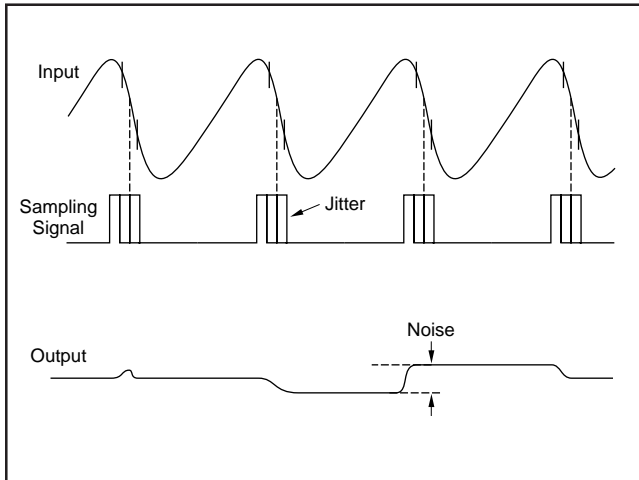 Input
Sampling
Signal
Jitter
Noise
Output